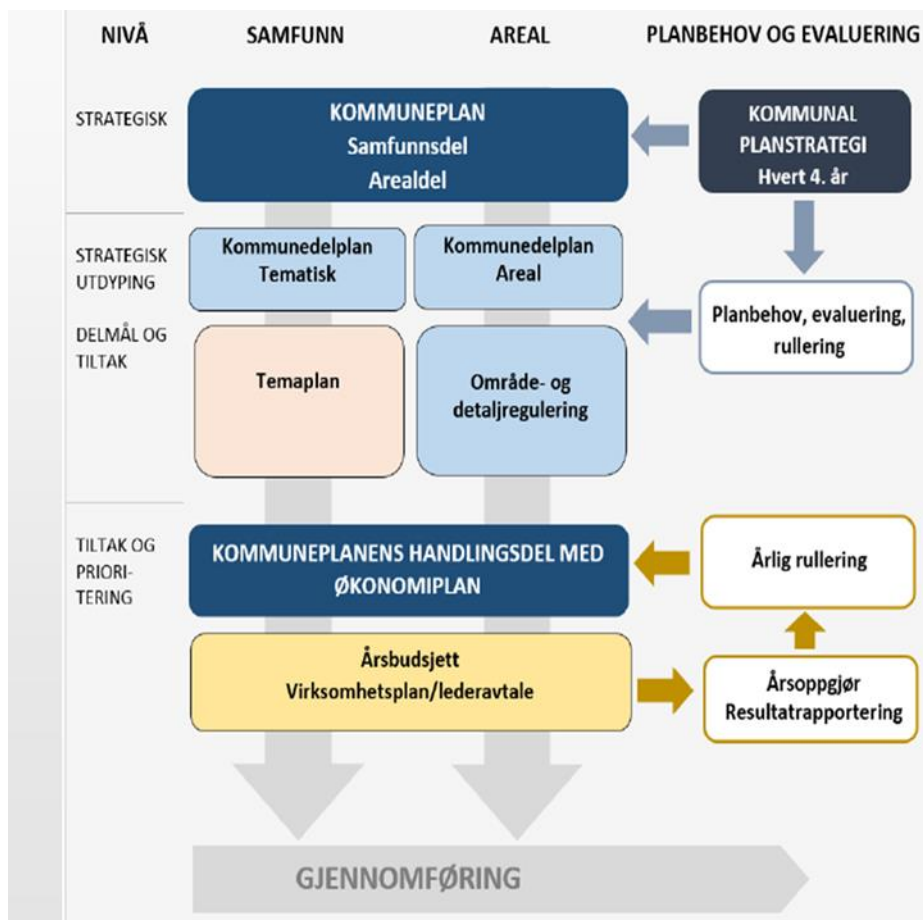 NIVÅ
SAMFUNN
AREAL
PLANBEHOV OG EVALUERING
STRATEGISK
KOMMUNEPLAN
Samfunnsdel
Arealdel
KOMMUNAL
PLANSTRATEGI
Hvert 4. år
STRATEGISK
UTDYPING
Kommunedelplan
Tematisk
Kommunedelplan
Areal
Planbehov, evaluering,
rullering
DELMÅL OG
TILTAK
Temaplan
Område- og
detaljregulering
TILTAK OG
PRIORI-
TERING
KOMMUNEPLANENS HANDLINGSDEL MED
ØKONOMIPLAN
Årlig rullering
Årsbudsjett
Virksomhetsplan/lederavtale
Årsoppgjør
Resultatrapportering
GJENNOMFØRING